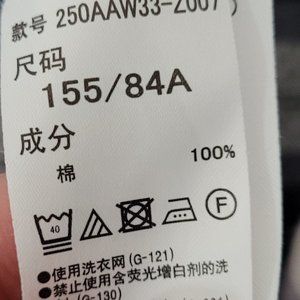 款号 250AAW33-Z007
尺码
155/84A
成分
棉 100%
40 F
●使用洗衣网(G-121)
●禁止使用含荧光增白剂的洗
(G-130)